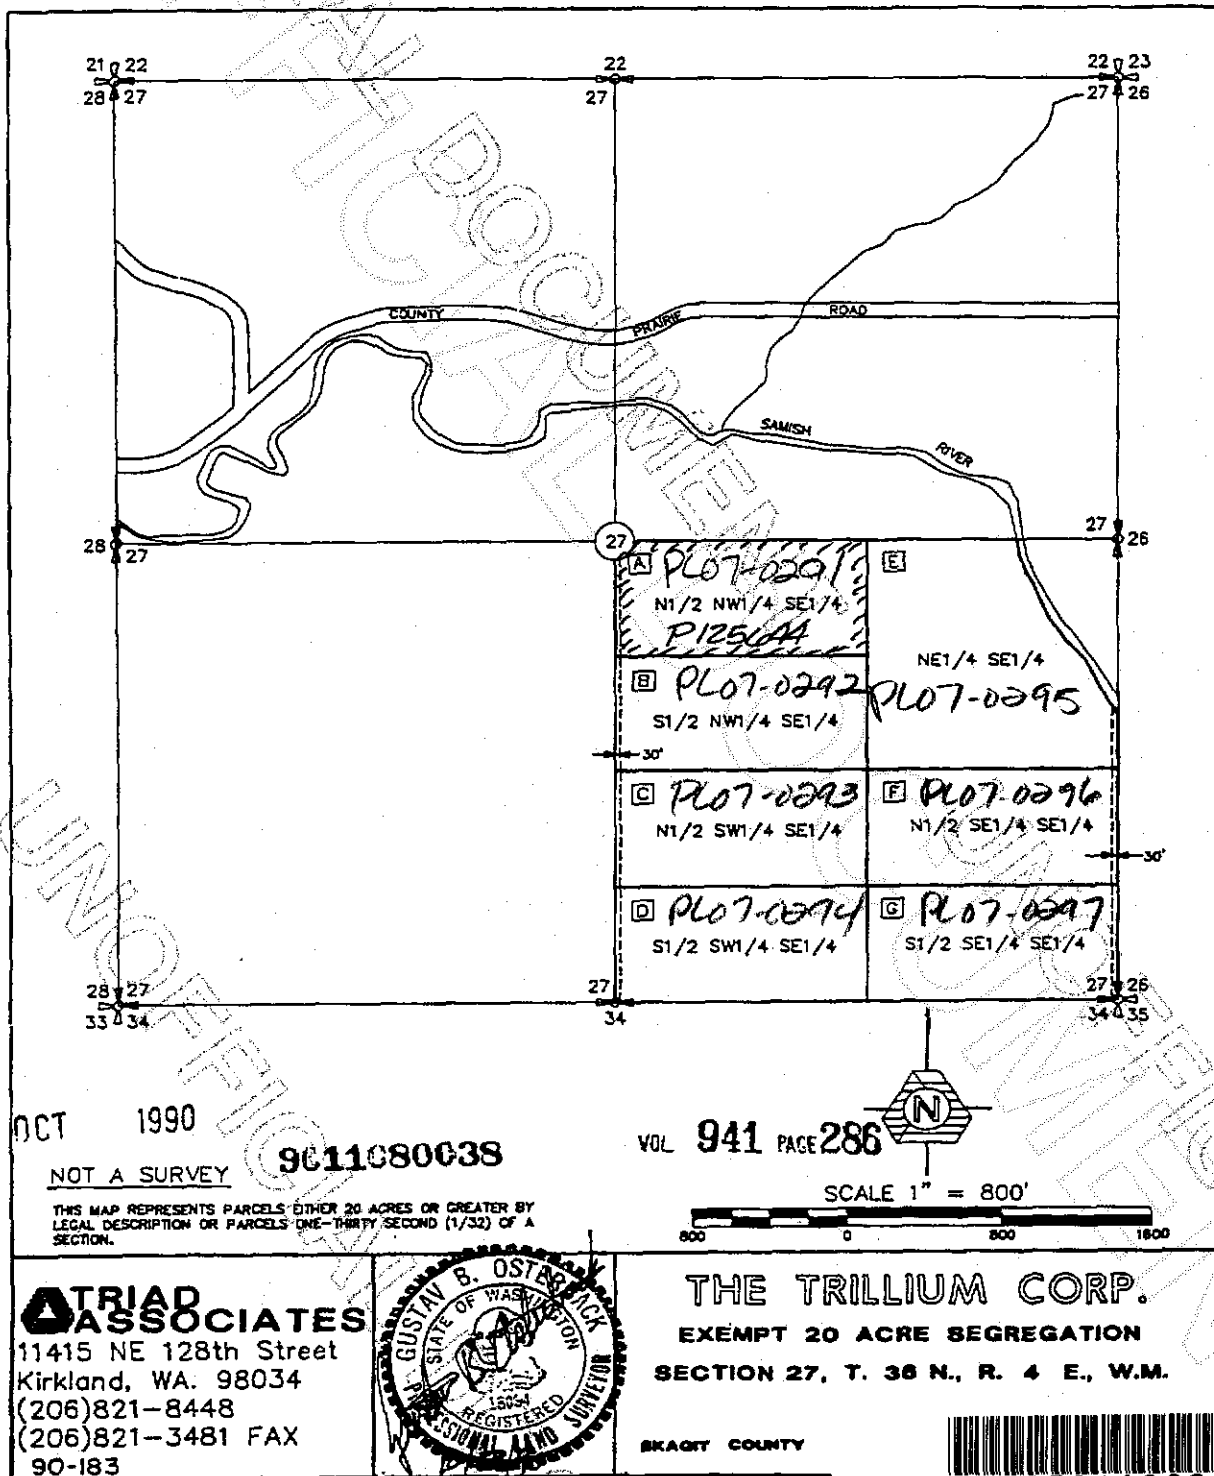 21 22
22
22 23
28 27
27
27 26
COUNTY
PRAIRIE
ROAD
SAMISH
RIVER
28 27
27
27 26
A PL07-0291
N1/2 NW1/4 SE1/4
P125644
E
NE1/4 SE1/4
PL07-0295
B PL07-0292
S1/2 NW1/4 SE1/4
30'
C PL07-0293
N1/2 SW1/4 SE1/4
F PL07-0296
N1/2 SE1/4 SE1/4
30'
D PL07-0294
S1/2 SW1/4 SE1/4
G PL07-0297
S1/2 SE1/4 SE1/4
28 27
27
27 26
33 34
34
34 35
UNOFFICIAL DOCUMENT
OCT 1990
NOT A SURVEY
9011080038
VOL 941 PAGE 286
N
THIS MAP REPRESENTS PARCELS EITHER 20 ACRES OR GREATER BY
LEGAL DESCRIPTION OR PARCELS ONE-THIRTY SECOND (1/32) OF A
SECTION.
SCALE 1" = 800'
800 0 800 1600
TRIAD
ASSOCIATES
11415 NE 128th Street
Kirkland, WA. 98034
(206)821-8448
(206)821-3481 FAX
90-183
GUSTAV B. OSTERBACK
STATE OF WASHINGTON
REGISTERED
PROFESSIONAL LAND SURVEYOR
THE TRILLIUM CORP.
EXEMPT 20 ACRE SEGREGATION
SECTION 27, T. 36 N., R. 4 E., W.M.
SKAGIT COUNTY